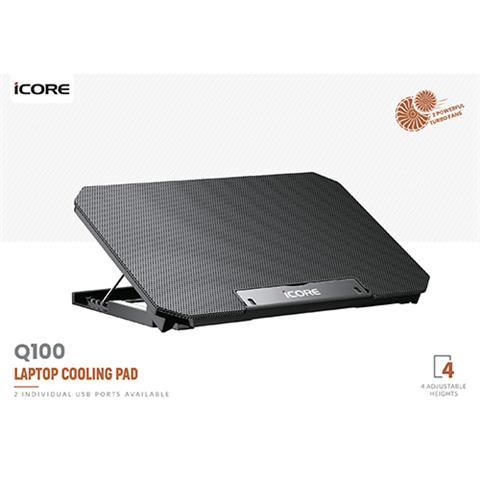 iCORE
2 POWERFUL
TURBO FANS
iCORE
Q100
LAPTOP COOLING PAD
2 INDIVIDUAL USB PORTS AVAILABLE
4
4 ADJUSTABLE
HEIGHTS